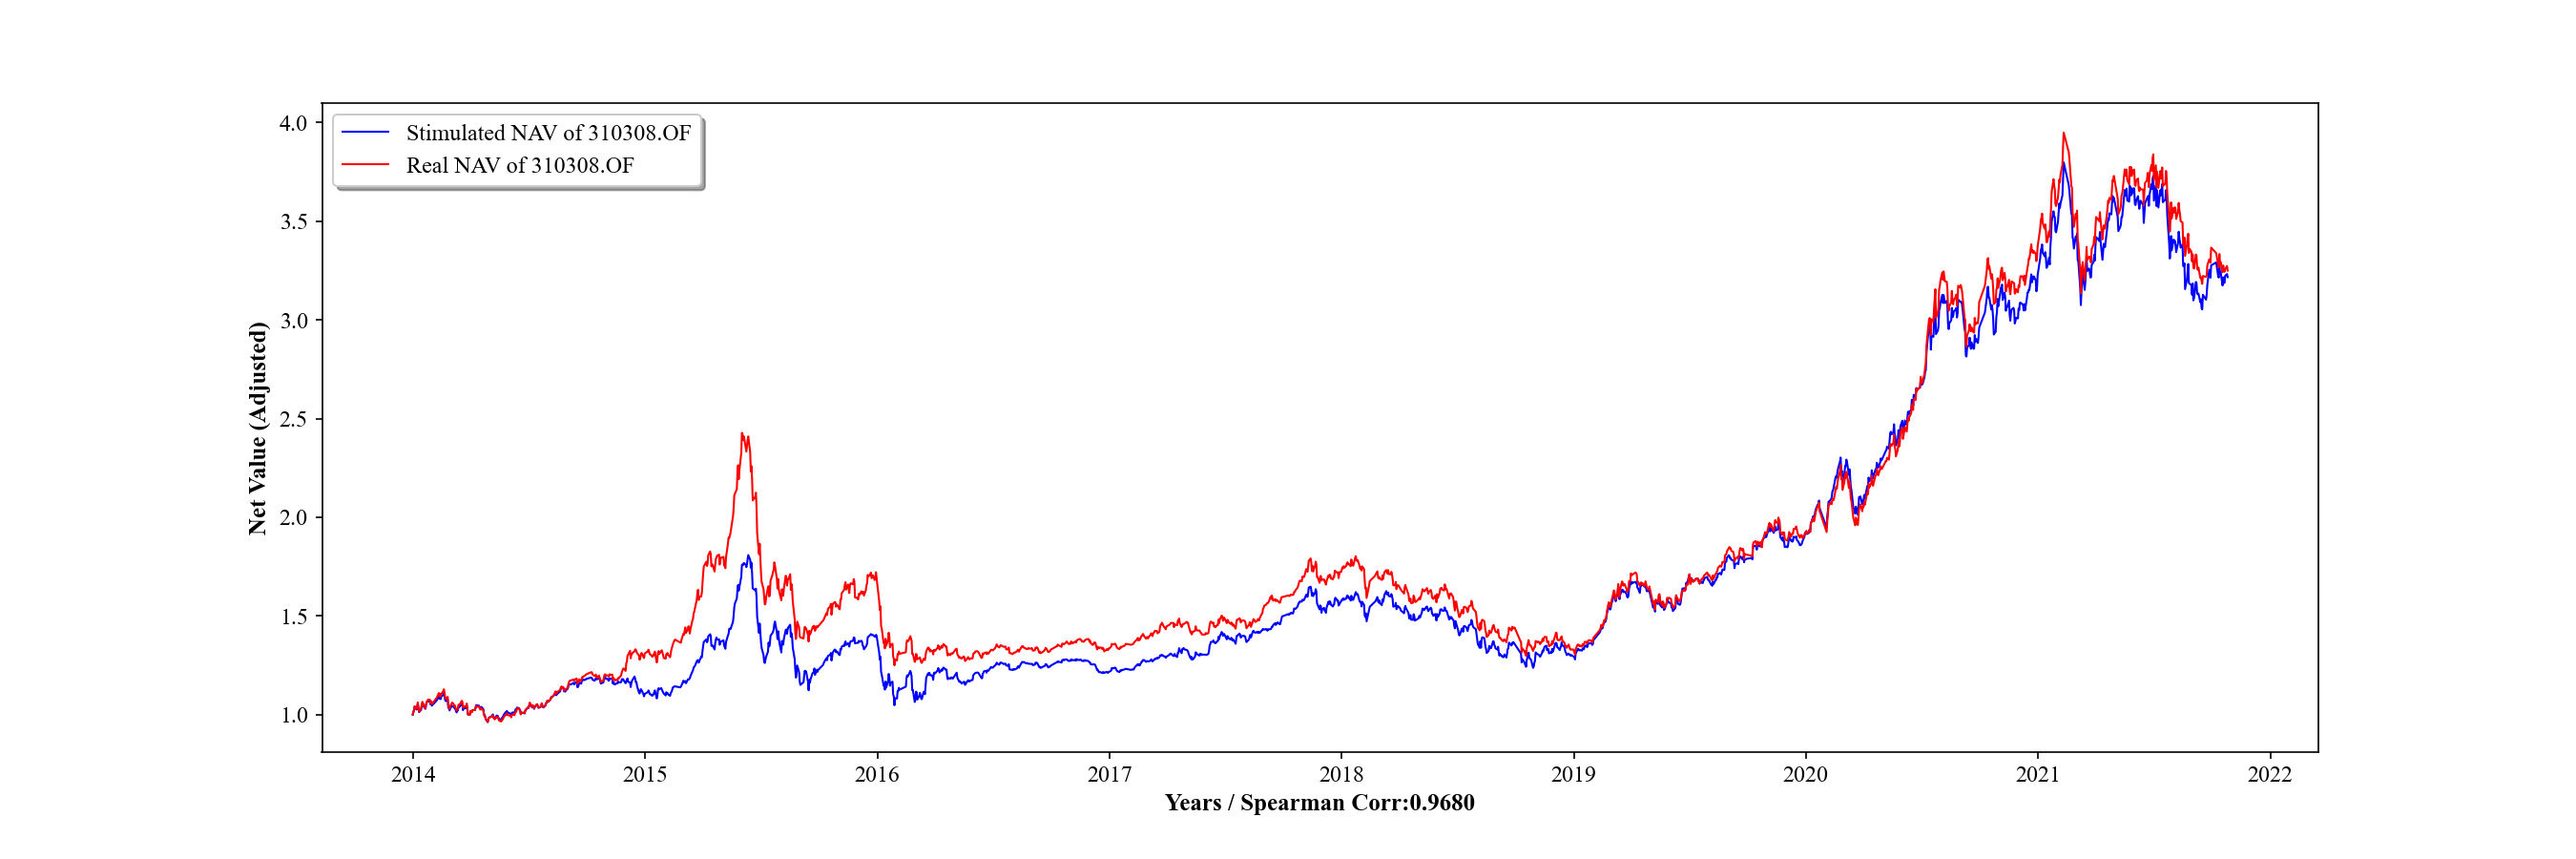 Stimulated NAV of 310308.OF
Real NAV of 310308.OF
Net Value (Adjusted)
4.0
3.5
3.0
2.5
2.0
1.5
1.0
2014 2015 2016 2017 2018 2019 2020 2021 2022
Years / Spearman Corr:0.9680